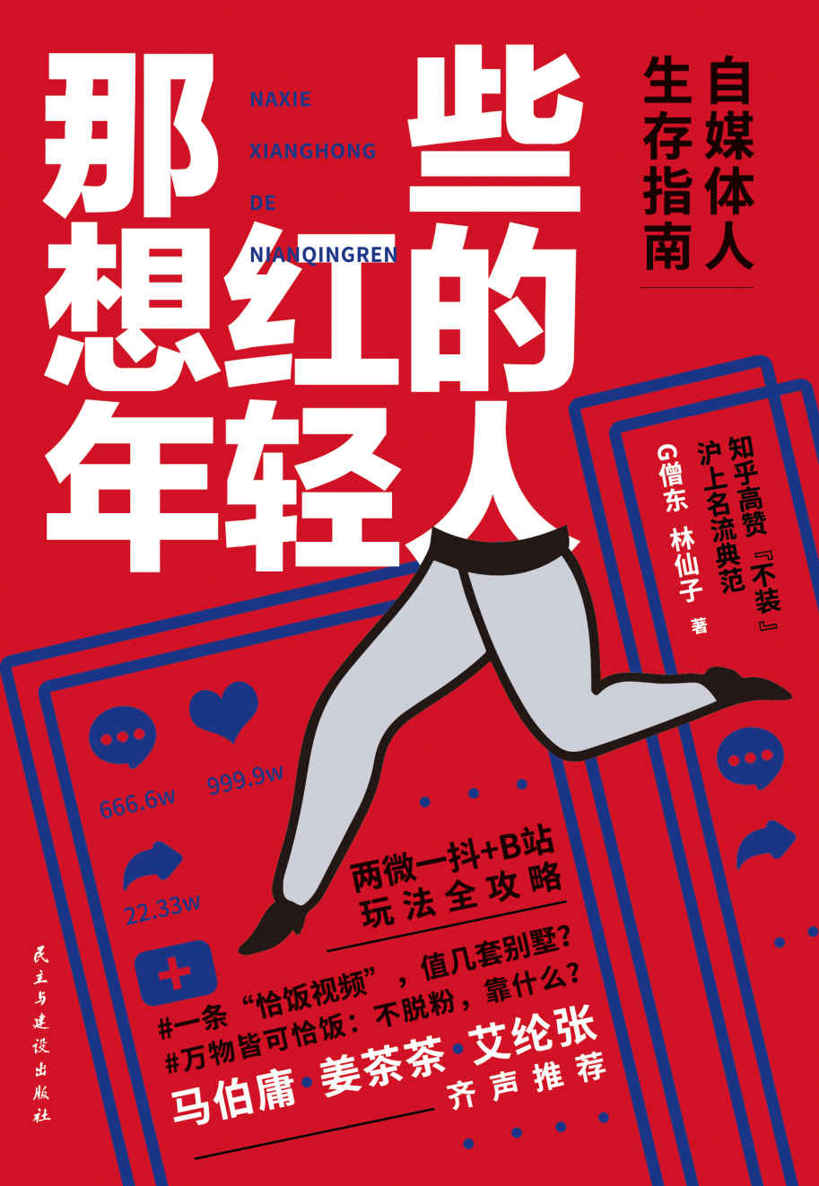 那些
想红的
年轻人
NAXIE
XIANGHONG
DE
NIANQINGREN
自媒体人
生存指南
知乎高赞『不装』
沪上名流典范
G僧东 林仙子 著
666.6w
999.9w
22.33w
两微一抖+B站
玩法全攻略
#一条“恰饭视频”，值几套别墅？
#万物皆可恰饭：不脱粉，靠什么？
马伯庸·姜茶茶·艾纶张
齐声推荐
民主与建设出版社